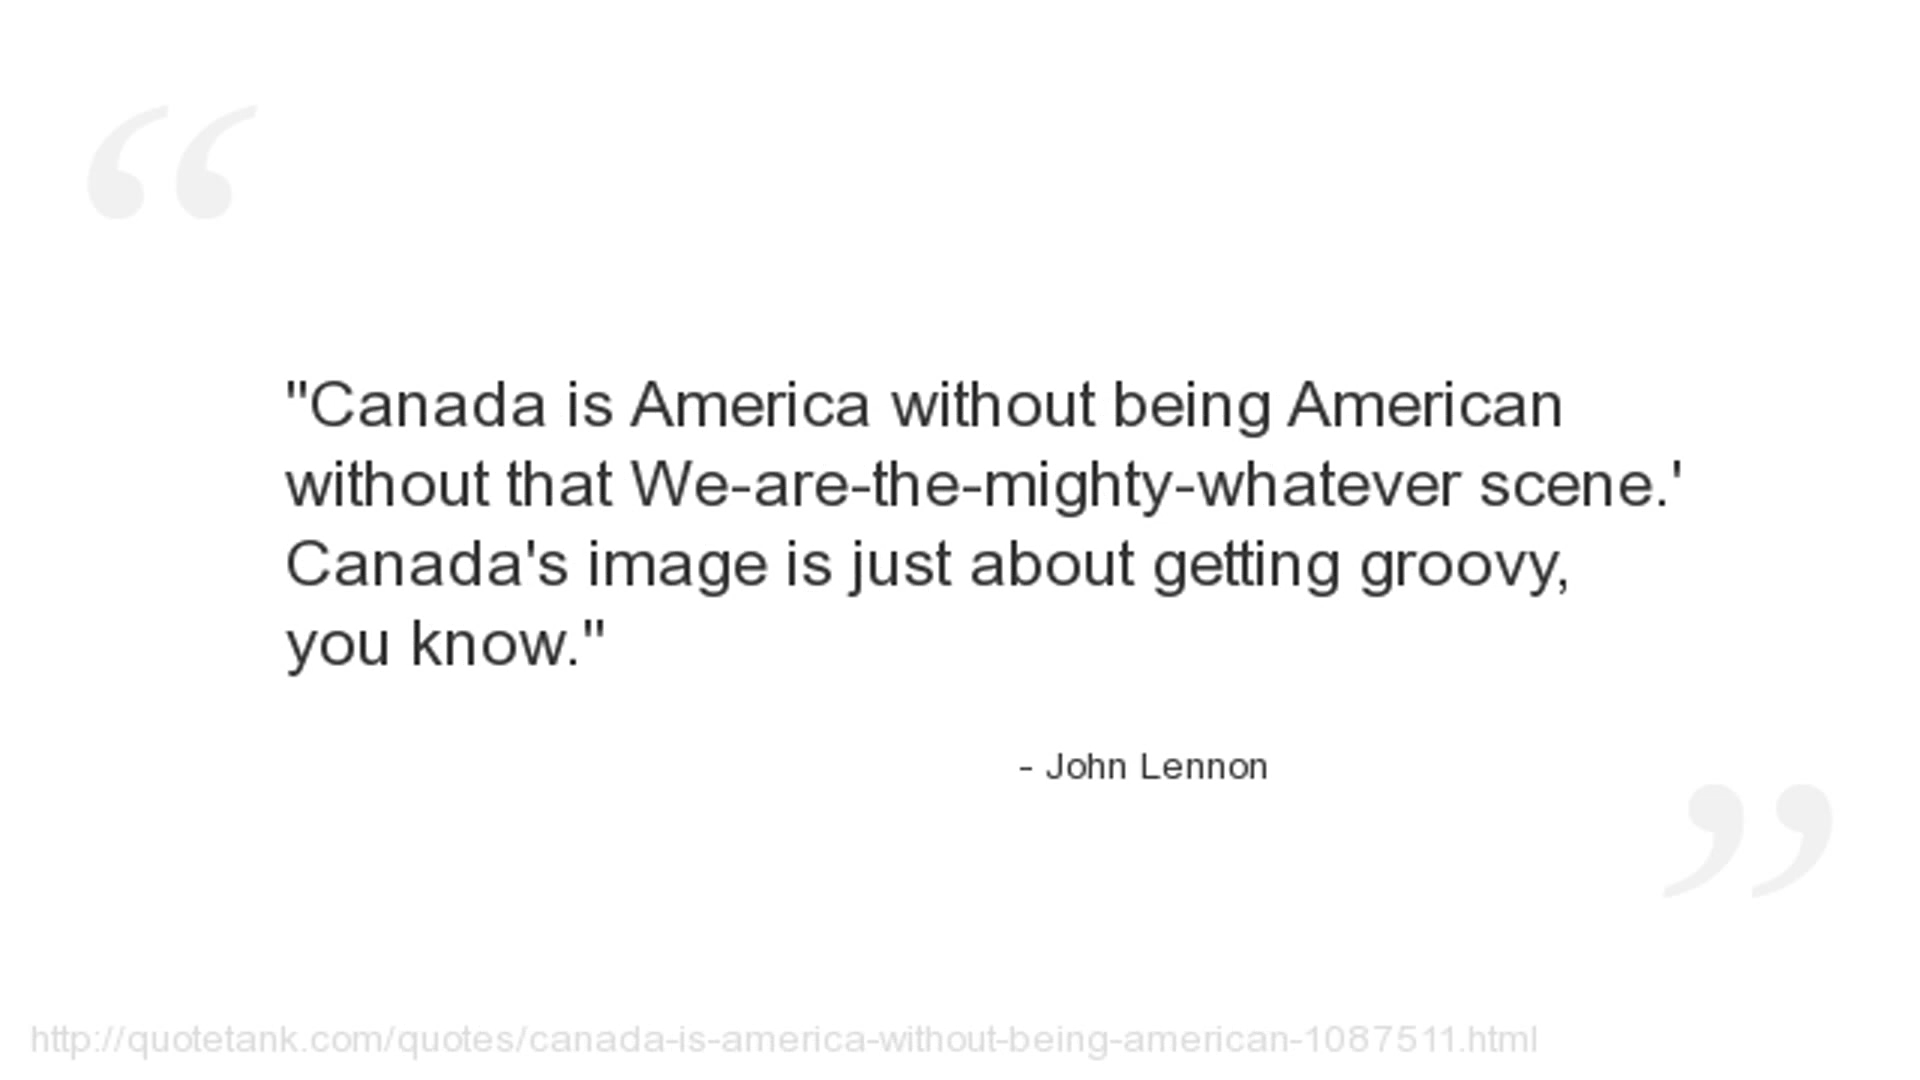 "Canada is America without being American
without that We-are-the-mighty-whatever scene.'
Canada's image is just about getting groovy,
you know."
- John Lennon
http://quotetank.com/quotes/canada-is-america-without-being-american-1087511.html